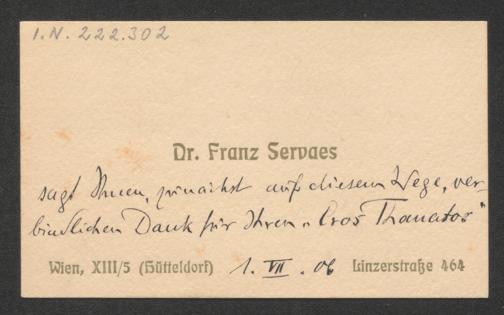 I.N. 222.302
Dr. Franz Servaes
sagt Ihnen, zunächst auf diesem Wege, ver-
bindlichen Dank für Ihren „Eros Thanatos"
Wien, XIII/5 (Hütteldorf) 1. VII. 06 Linzerstraße 464